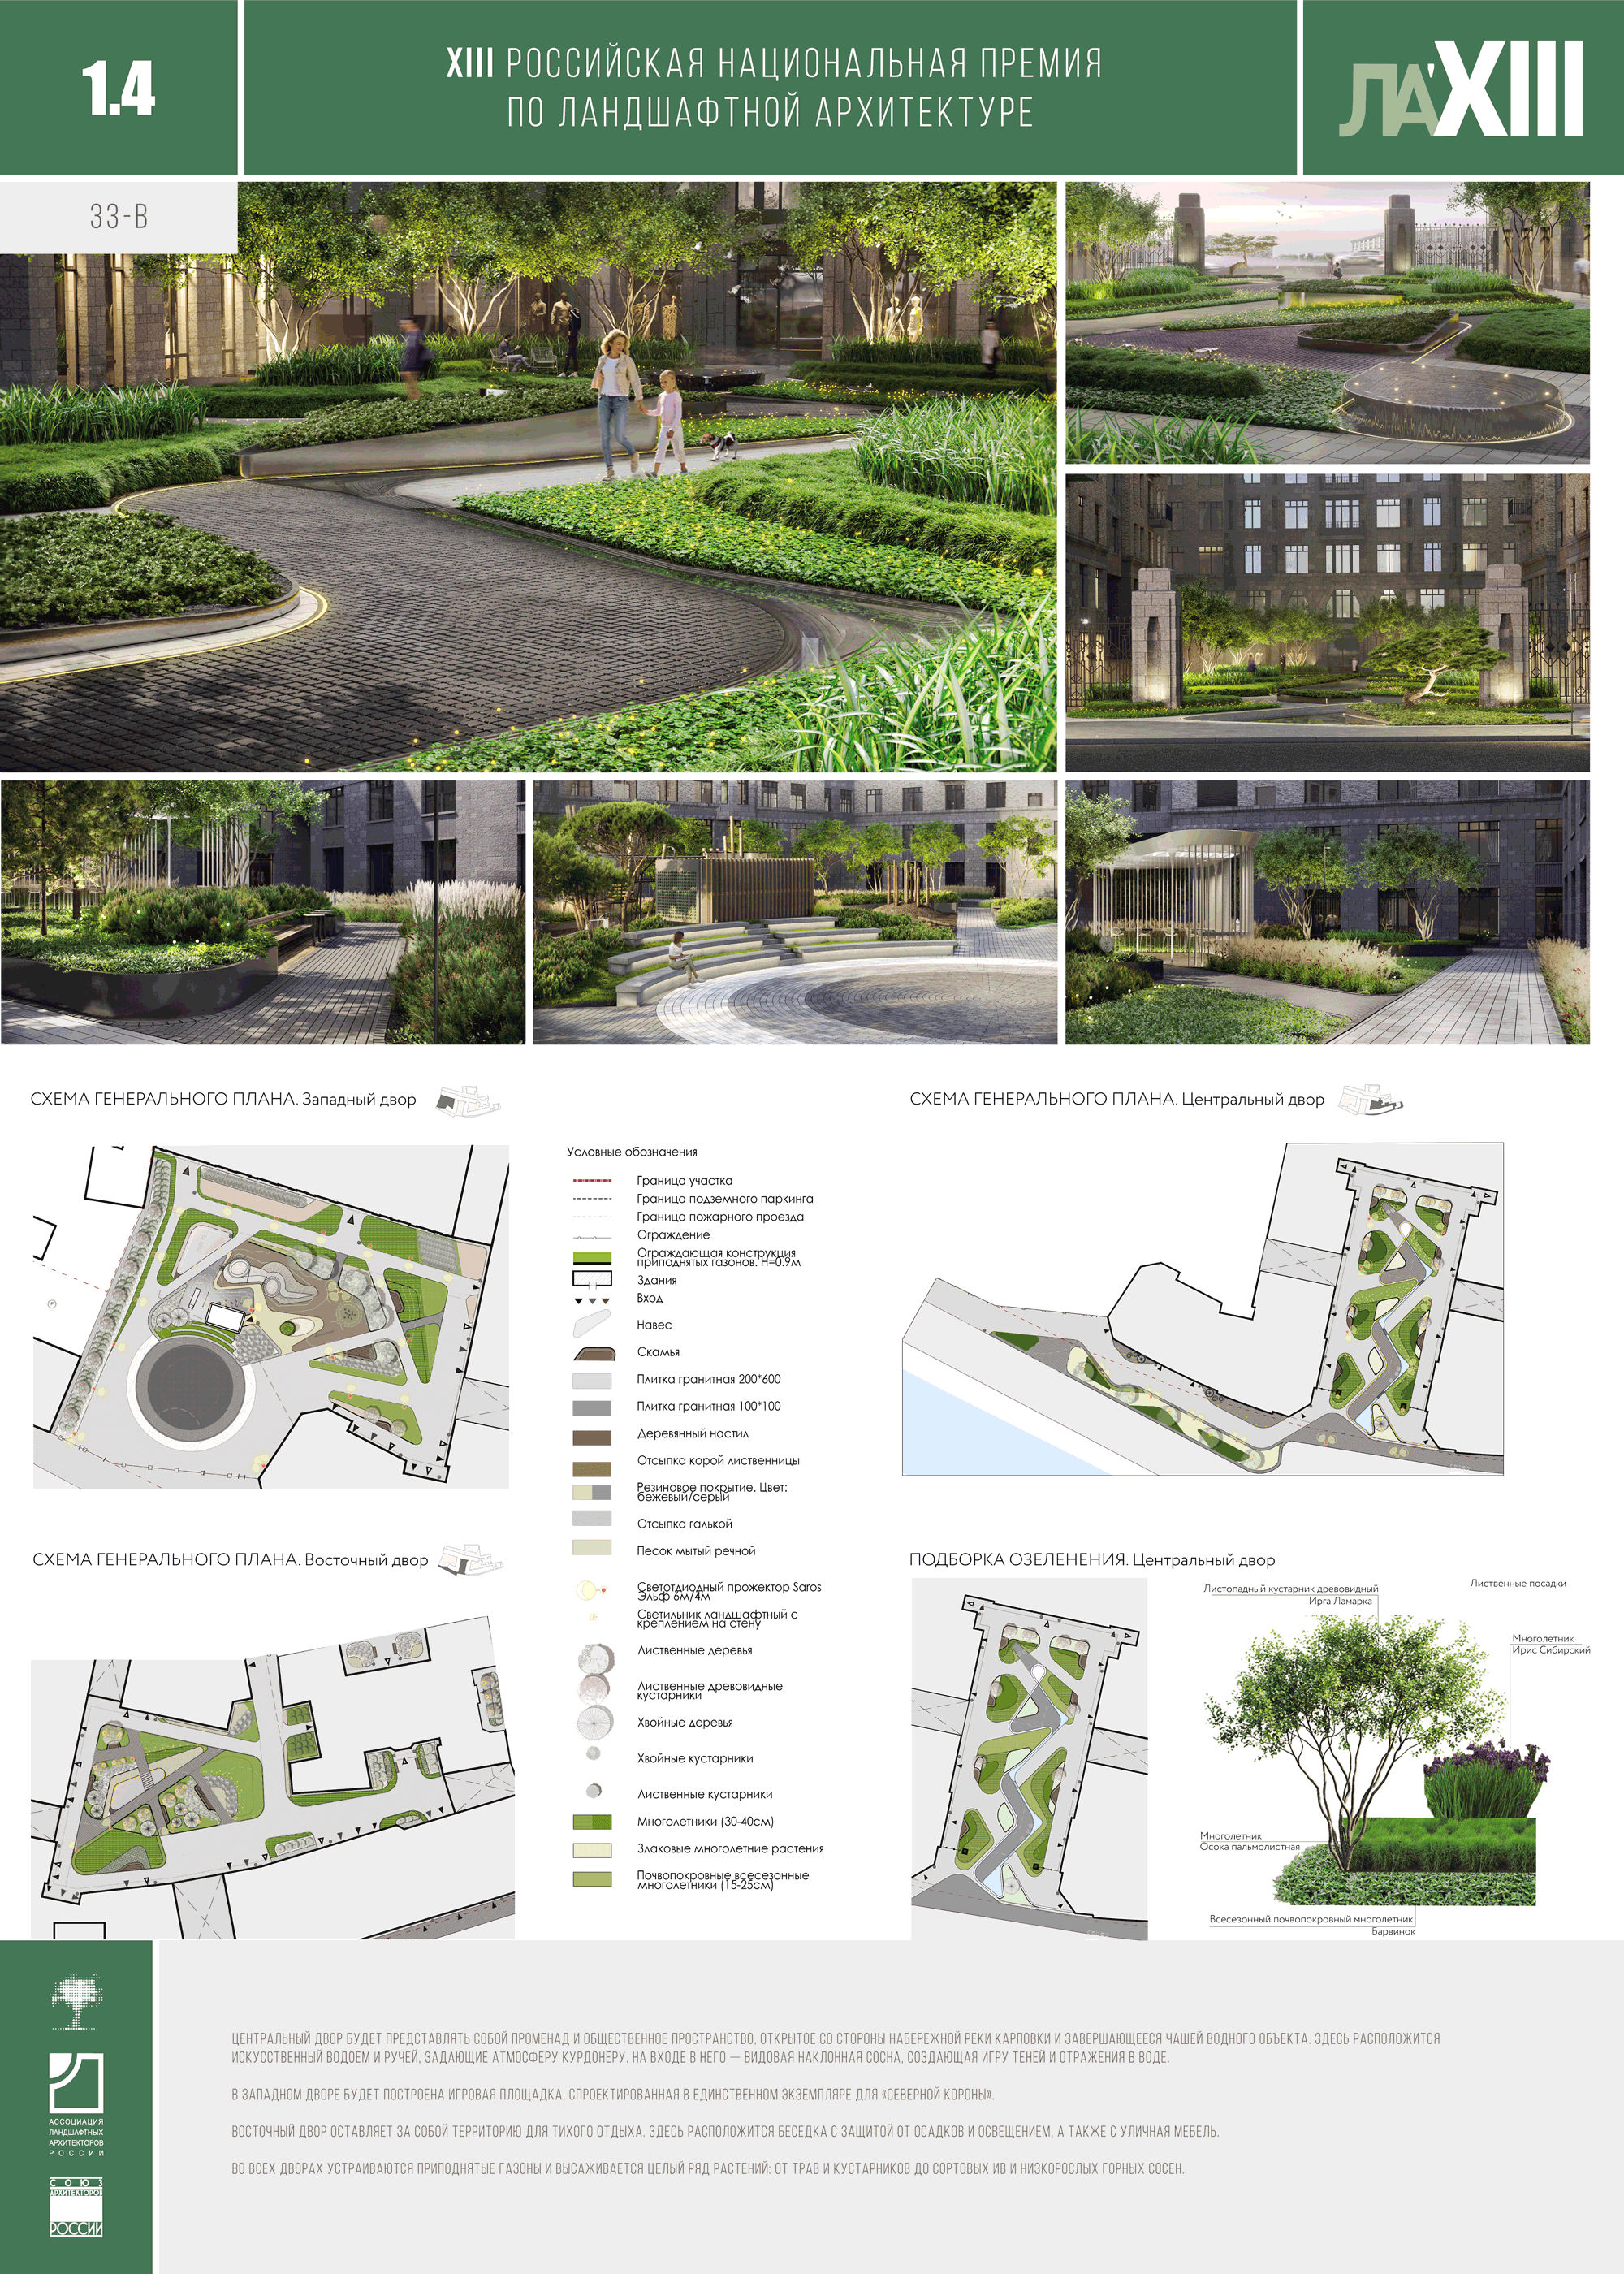 1.4
XIII РОССИЙСКАЯ НАЦИОНАЛЬНАЯ ПРЕМИЯ
ПО ЛАНДШАФТНОЙ АРХИТЕКТУРЕ
ЛА'XIII
33-В
СХЕМА ГЕНЕРАЛЬНОГО ПЛАНА. Западный двор
СХЕМА ГЕНЕРАЛЬНОГО ПЛАНА. Центральный двор
Условные обозначения
Граница участка
Граница подземного паркинга
Граница пожарного проезда
Ограждение
Ограждающая конструкция
приподнятых газонов. H=0.9м
Здания
Вход
Навес
Скамья
Плитка гранитная 200*600
Плитка гранитная 100*100
Деревянный настил
Отсыпка корой лиственницы
Резиновое покрытие. Цвет:
бежевый/серый
Отсыпка галькой
Песок мытый речной
Светотдиодный прожектор Saros
Эльф 6м/4м
Светильник ландшафтный с
креплением на стену
Лиственные деревья
Лиственные древовидные
кустарники
Хвойные деревья
Хвойные кустарники
Лиственные кустарники
Многолетники (30-40см)
Злаковые многолетние растения
Почвопокровные всесезонные
многолетники (15-25см)
СХЕМА ГЕНЕРАЛЬНОГО ПЛАНА. Восточный двор
ПОДБОРКА ОЗЕЛЕНЕНИЯ. Центральный двор
Листопадный кустарник древовидный
Ирга Ламарка
Лиственные посадки
Многолетник
Ирис Сибирский
Многолетник
Осока пальмолистная
Всесезонный почвопокровный многолетник
Барвинок
АССОЦИАЦИЯ
ЛАНДШАФТНЫХ
АРХИТЕКТОРОВ
РОССИИ
СОЮЗ
АРХИТЕКТОРОВ
РОССИИ
ЦЕНТРАЛЬНЫЙ ДВОР БУДЕТ ПРЕДСТАВЛЯТЬ СОБОЙ ПРОМЕНАД И ОБЩЕСТВЕННОЕ ПРОСТРАНСТВО, ОТКРЫТОЕ СО СТОРОНЫ НАБЕРЕЖНОЙ РЕКИ КАРПОВКИ И ЗАВЕРШАЮЩЕЕСЯ ЧАШЕЙ ВОДНОГО ОБЪЕКТА. ЗДЕСЬ РАСПОЛОЖИТСЯ
ИСКУССТВЕННЫЙ ВОДОЕМ И РУЧЕЙ, ЗАДАЮЩИЕ АТМОСФЕРУ КУРДОНЕРУ. НА ВХОДЕ В НЕГО — ВИДОВАЯ НАКЛОННАЯ СОСНА, СОЗДАЮЩАЯ ИГРУ ТЕНЕЙ И ОТРАЖЕНИЯ В ВОДЕ.
В ЗАПАДНОМ ДВОРЕ БУДЕТ ПОСТРОЕНА ИГРОВАЯ ПЛОЩАДКА, СПРОЕКТИРОВАННАЯ В ЕДИНСТВЕННОМ ЭКЗЕМПЛЯРЕ ДЛЯ «СЕВЕРНОЙ КОРОНЫ».
ВОСТОЧНЫЙ ДВОР ОСТАВЛЯЕТ ЗА СОБОЙ ТЕРРИТОРИЮ ДЛЯ ТИХОГО ОТДЫХА. ЗДЕСЬ РАСПОЛОЖИТСЯ БЕСЕДКА С ЗАЩИТОЙ ОТ ОСАДКОВ И ОСВЕЩЕНИЕМ, А ТАКЖЕ С УЛИЧНАЯ МЕБЕЛЬ.
ВО ВСЕХ ДВОРАХ УСТРАИВАЮТСЯ ПРИПОДНЯТЫЕ ГАЗОНЫ И ВЫСАЖИВАЕТСЯ ЦЕЛЫЙ РЯД РАСТЕНИЙ: ОТ ТРАВ И КУСТАРНИКОВ ДО СОРТОВЫХ ИВ И НИЗКОРОСЛЫХ ГОРНЫХ СОСЕН.